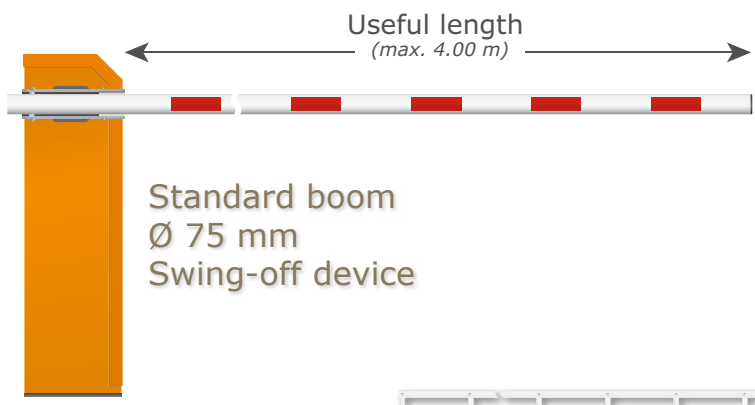 Useful length
(max. 4.00 m)
Standard boom
Ø 75 mm
Swing-off device